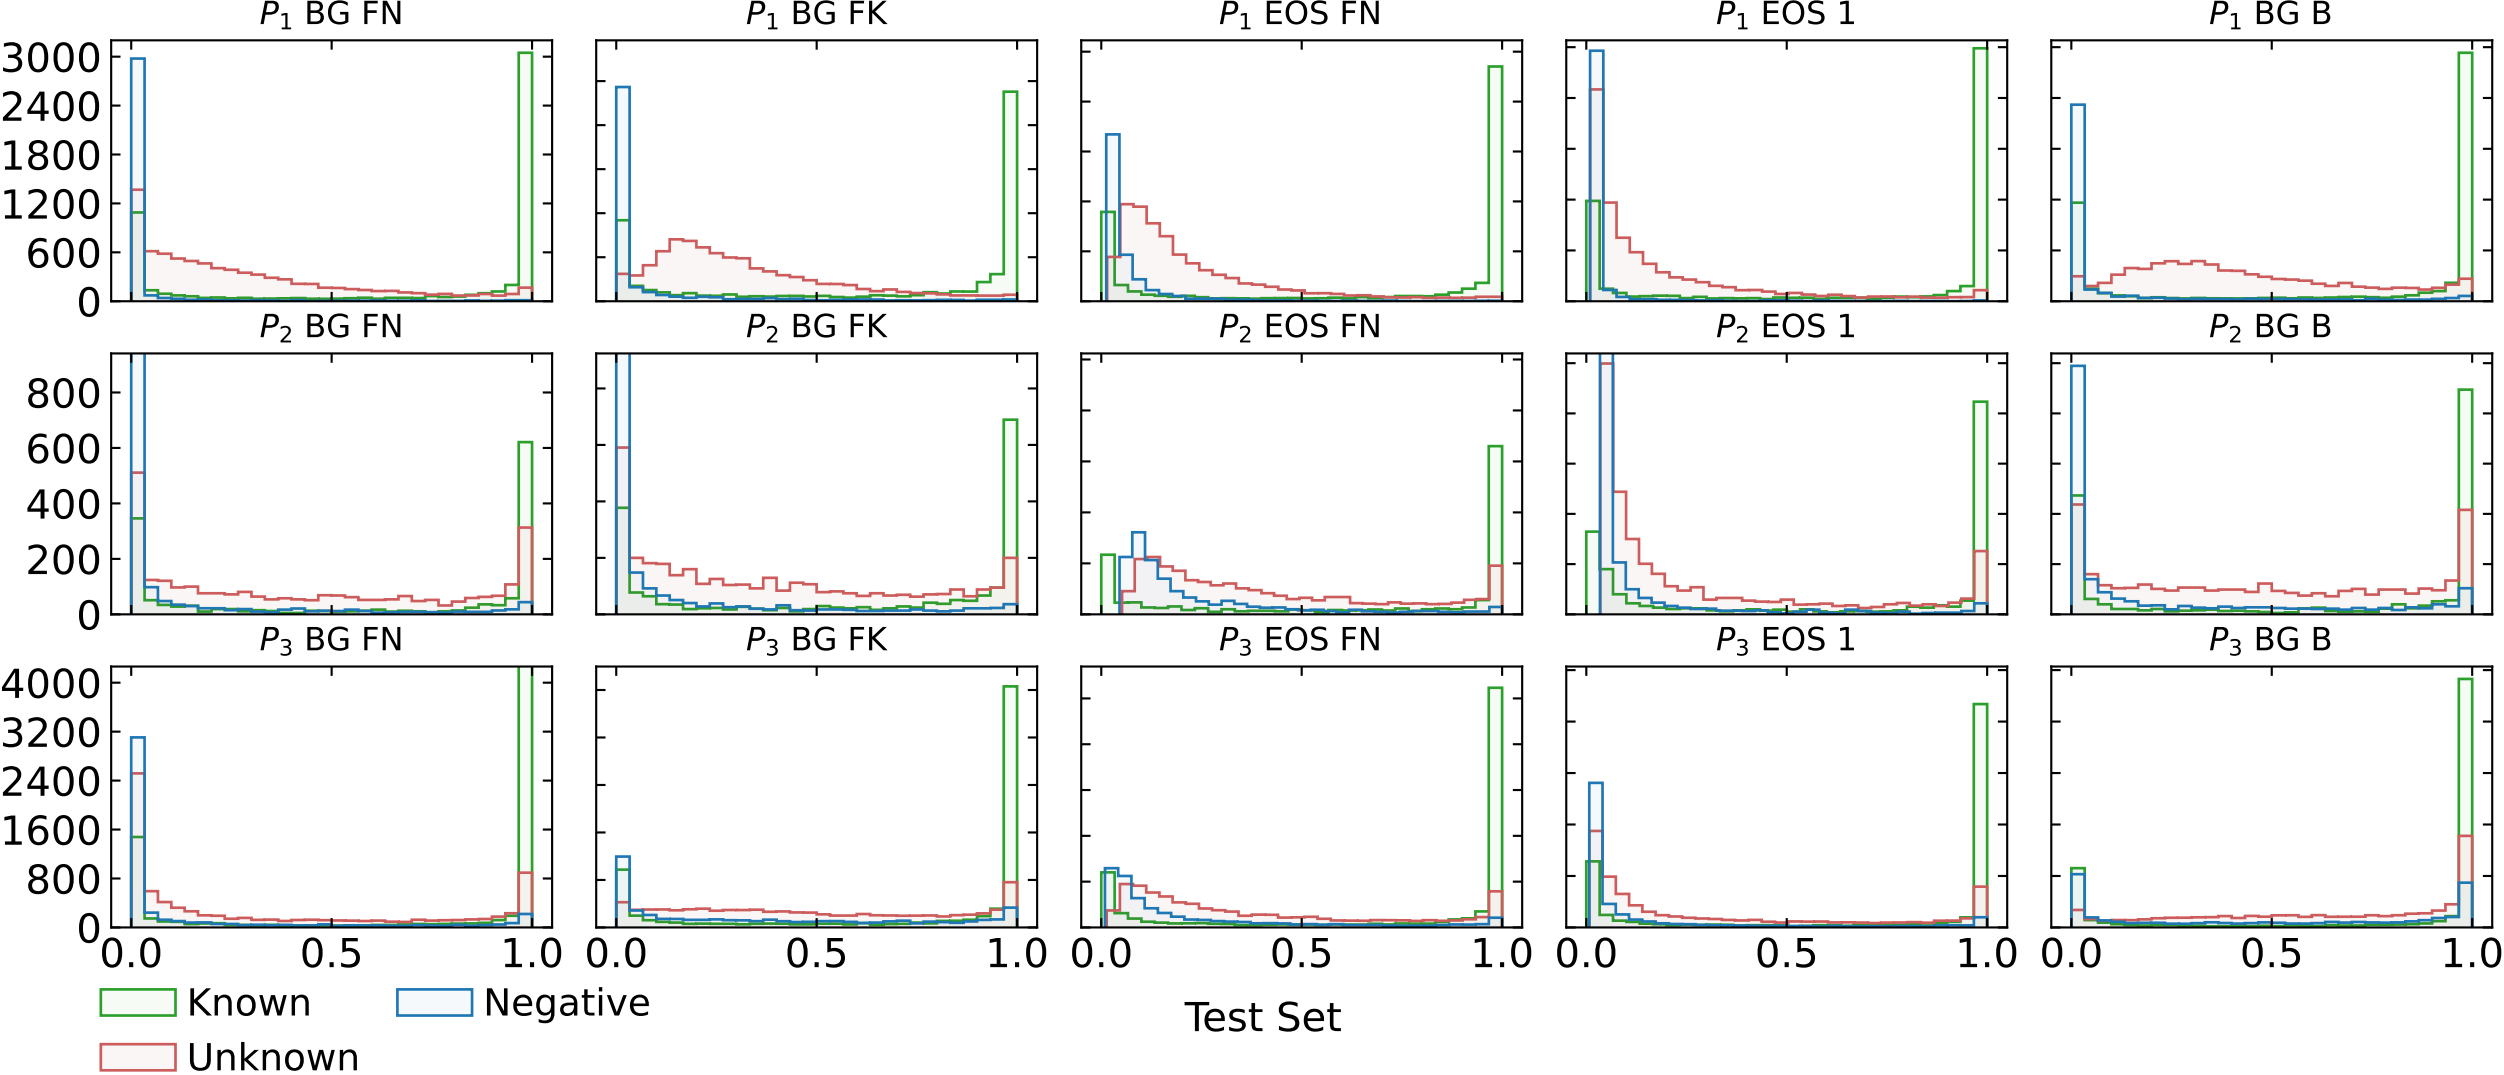 P1 BG FN P1 BG FK P1 EOS FN P1 EOS 1 P1 BG B
3000
2400
1800
1200
600
0
P2 BG FN P2 BG FK P2 EOS FN P2 EOS 1 P2 BG B
800
600
400
200
0
P3 BG FN P3 BG FK P3 EOS FN P3 EOS 1 P3 BG B
4000
3200
2400
1600
800
0
0.0 0.5 1.0 0.0 0.5 1.0 0.0 0.5 1.0 0.0 0.5 1.0 0.0 0.5 1.0
Known Negative
Test Set
Unknown